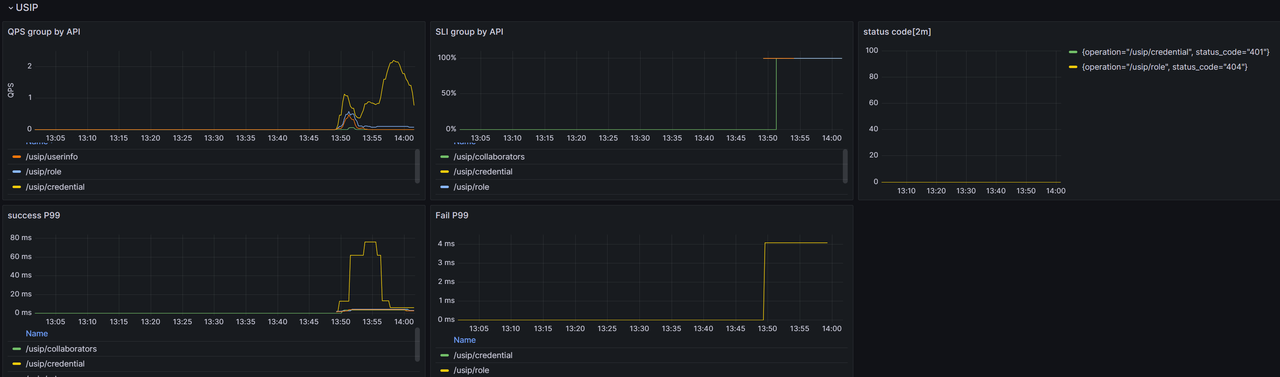 USIP
QPS group by API
QPS
2
1
0
13:05 13:10 13:15 13:20 13:25 13:30 13:35 13:40 13:45 13:50 13:55 14:00
Name
/usip/userinfo
/usip/role
/usip/credential
SLI group by API
100%
50%
0%
13:05 13:10 13:15 13:20 13:25 13:30 13:35 13:40 13:45 13:50 13:55 14:00
Name
/usip/collaborators
/usip/credential
/usip/role
status code[2m]
100
80
60
40
20
0
13:10 13:20 13:30 13:40 13:50 14:00
{operation="/usip/credential", status_code="401"}
{operation="/usip/role", status_code="404"}
success P99
80 ms
60 ms
40 ms
20 ms
0 ms
13:05 13:10 13:15 13:20 13:25 13:30 13:35 13:40 13:45 13:50 13:55 14:00
Name
/usip/collaborators
/usip/credential
Fail P99
4 ms
3 ms
2 ms
1 ms
0 ms
13:05 13:10 13:15 13:20 13:25 13:30 13:35 13:40 13:45 13:50 13:55 14:00
Name
/usip/credential
/usip/role